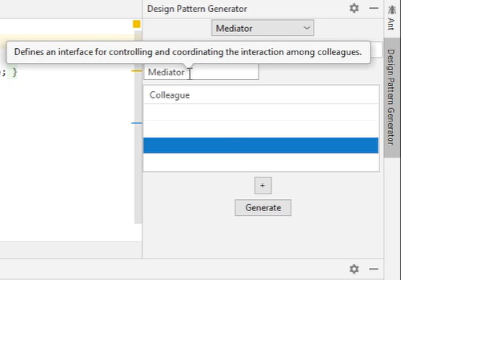 Design Pattern Generator
Mediator
Defines an interface for controlling and coordinating the interaction among colleagues.
; }
Mediator
Colleague
+
Generate
Ant
Design Pattern Generator